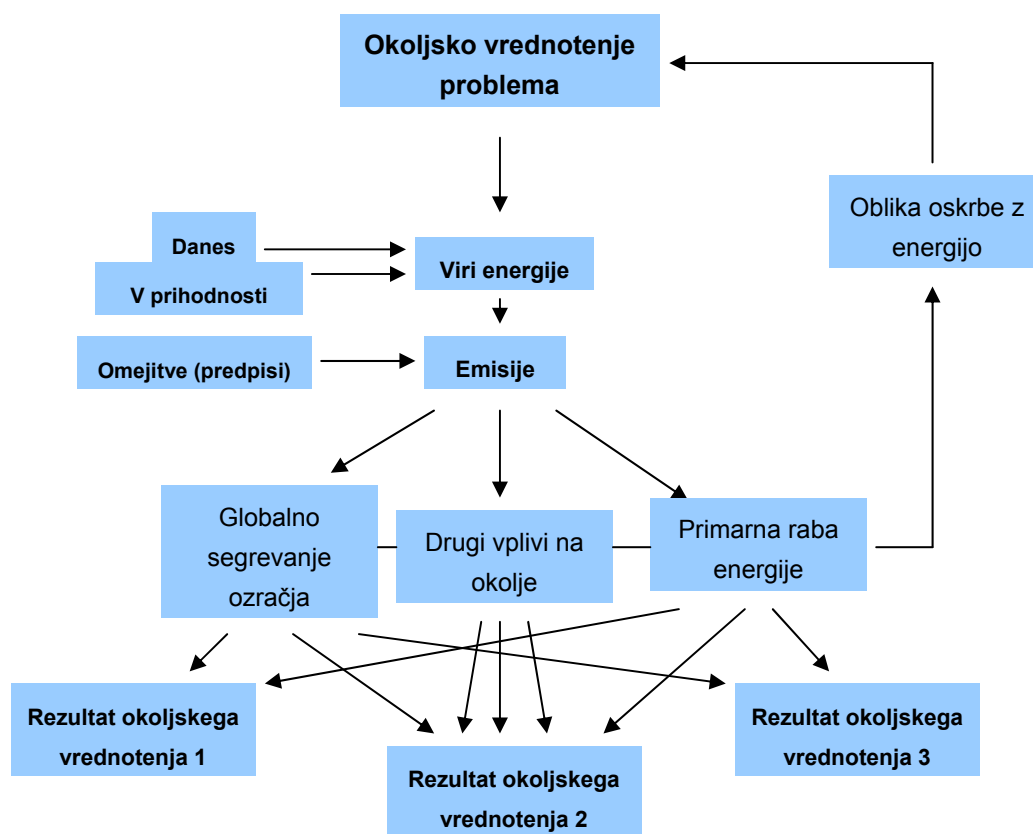 Okoljsko vrednotenje
problema
Oblika oskrbe z
energijo
Danes
V prihodnosti
Viri energije
Omejitve (predpisi)
Emisije
Globalno
segrevanje
ozračja
Drugi vplivi na
okolje
Primarna raba
energije
Rezultat okoljskega
vrednotenja 1
Rezultat okoljskega
vrednotenja 2
Rezultat okoljskega
vrednotenja 3